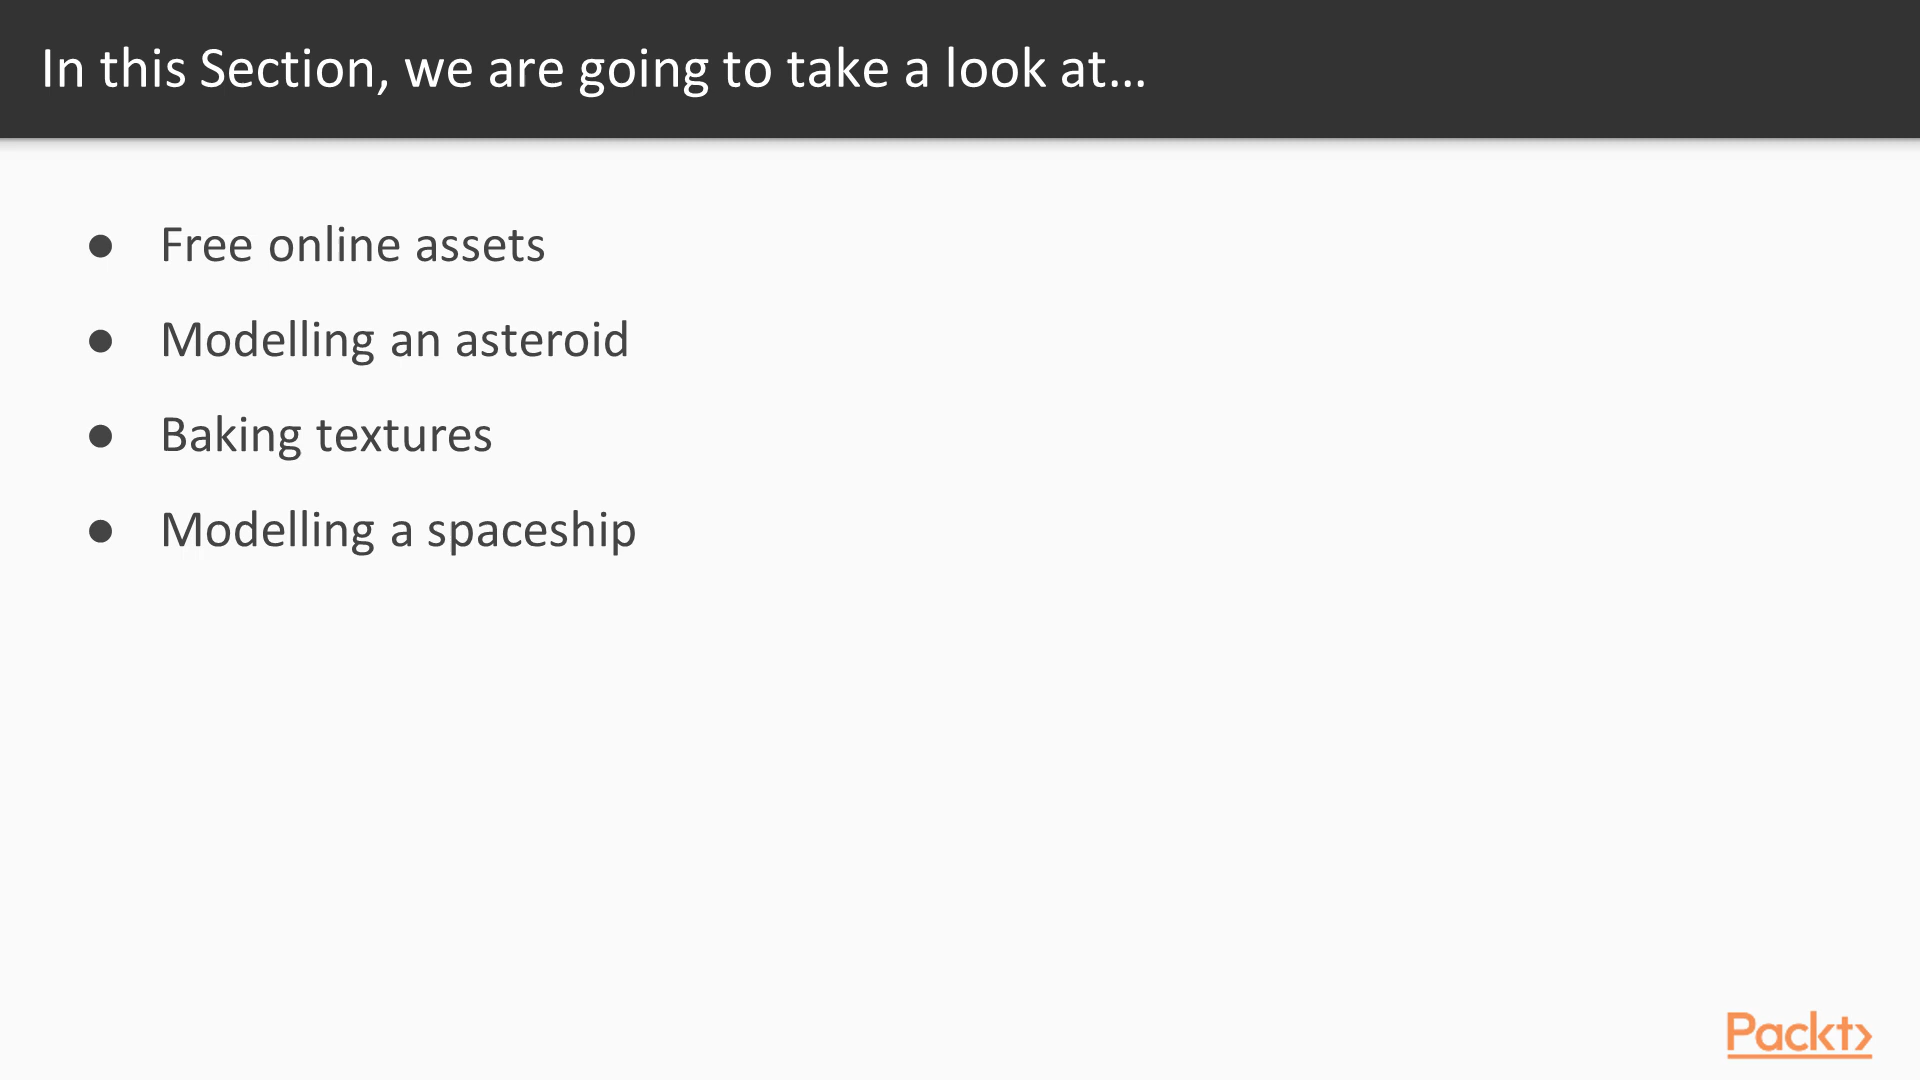 In this Section, we are going to take a look at...
● Free online assets
● Modelling an asteroid
● Baking textures
● Modelling a spaceship
Packt>